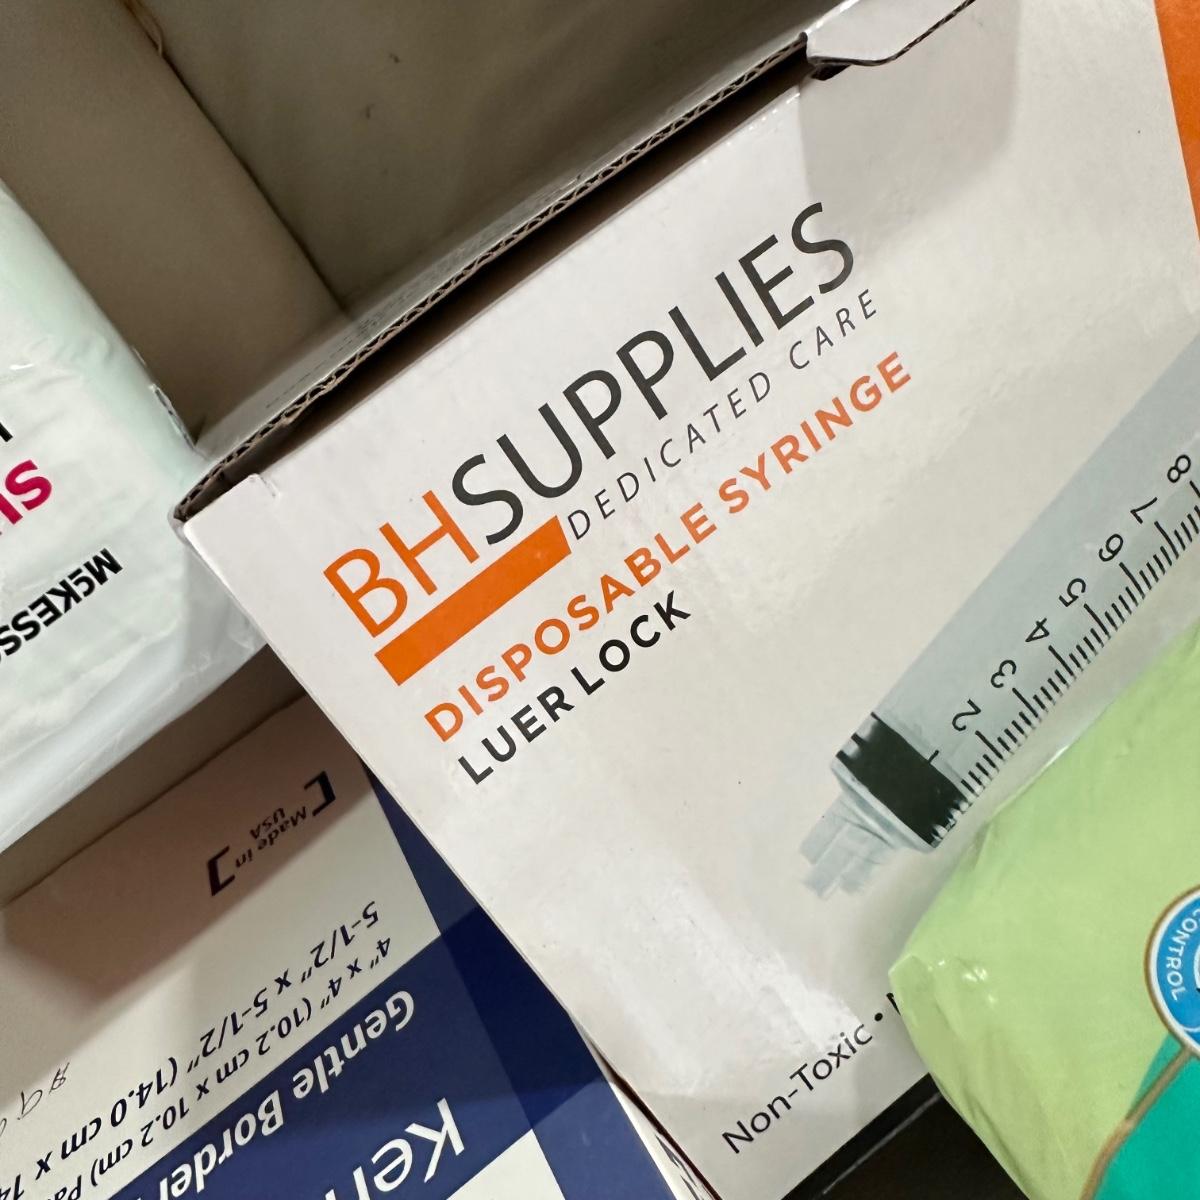 BHSUPPLIES
DEDICATED CARE
DISPOSABLE SYRINGE
LUER LOCK
2 3 4 5 6 7 8
Non-Toxic •
[Made in
USA]
5-1/2" x 5-1/2" (14.0 cm x 14
4" x 4" (10.2 cm x 10.2 cm)
Gentle Border
CONTROL